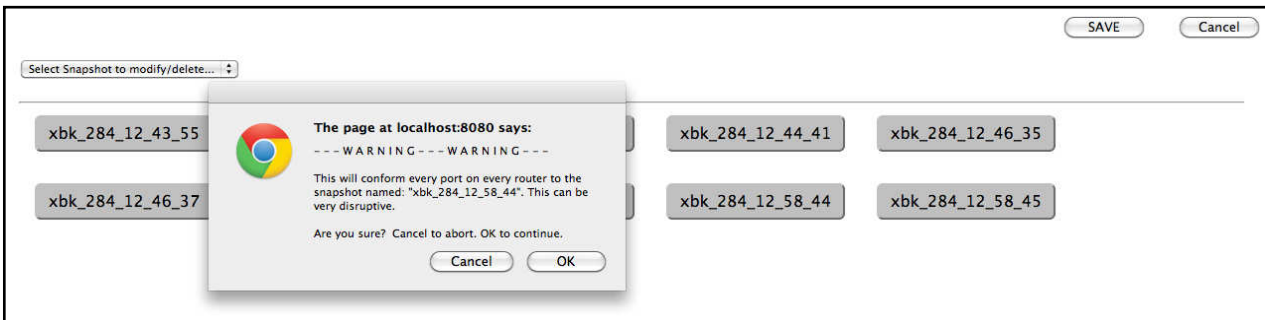 SAVE Cancel
Select Snapshot to modify/delete...
xbk_284_12_43_55
The page at localhost:8080 says:
---WARNING---WARNING---
This will conform every port on every router to the
snapshot named: "xbk_284_12_58_44". This can be
very disruptive.
Are you sure?  Cancel to abort. OK to continue.
Cancel OK
xbk_284_12_44_41
xbk_284_12_46_35
xbk_284_12_46_37
xbk_284_12_58_44
xbk_284_12_58_45